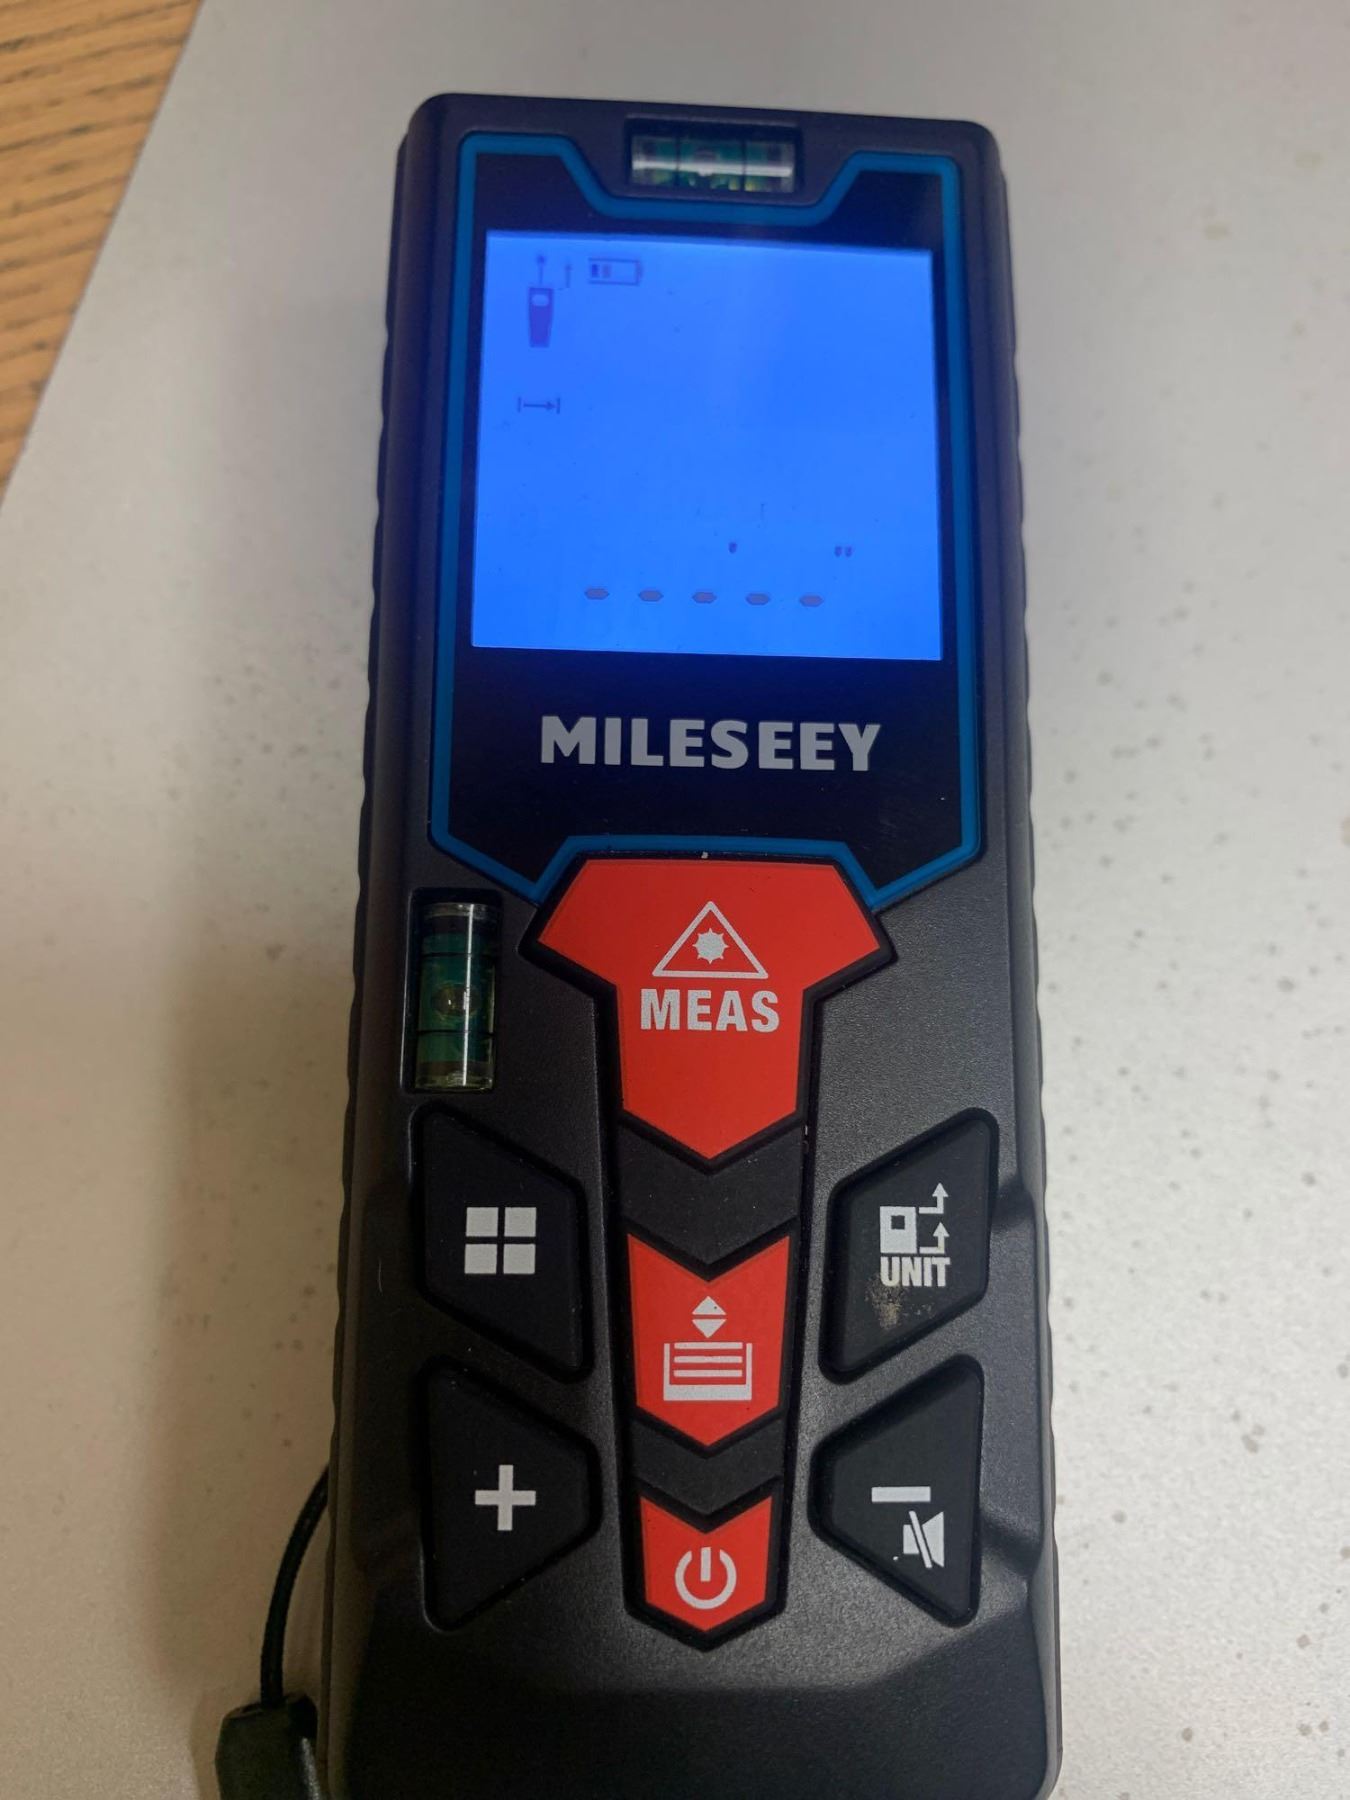 ' "
- - - - -
MILESEEY
MEAS
UNIT